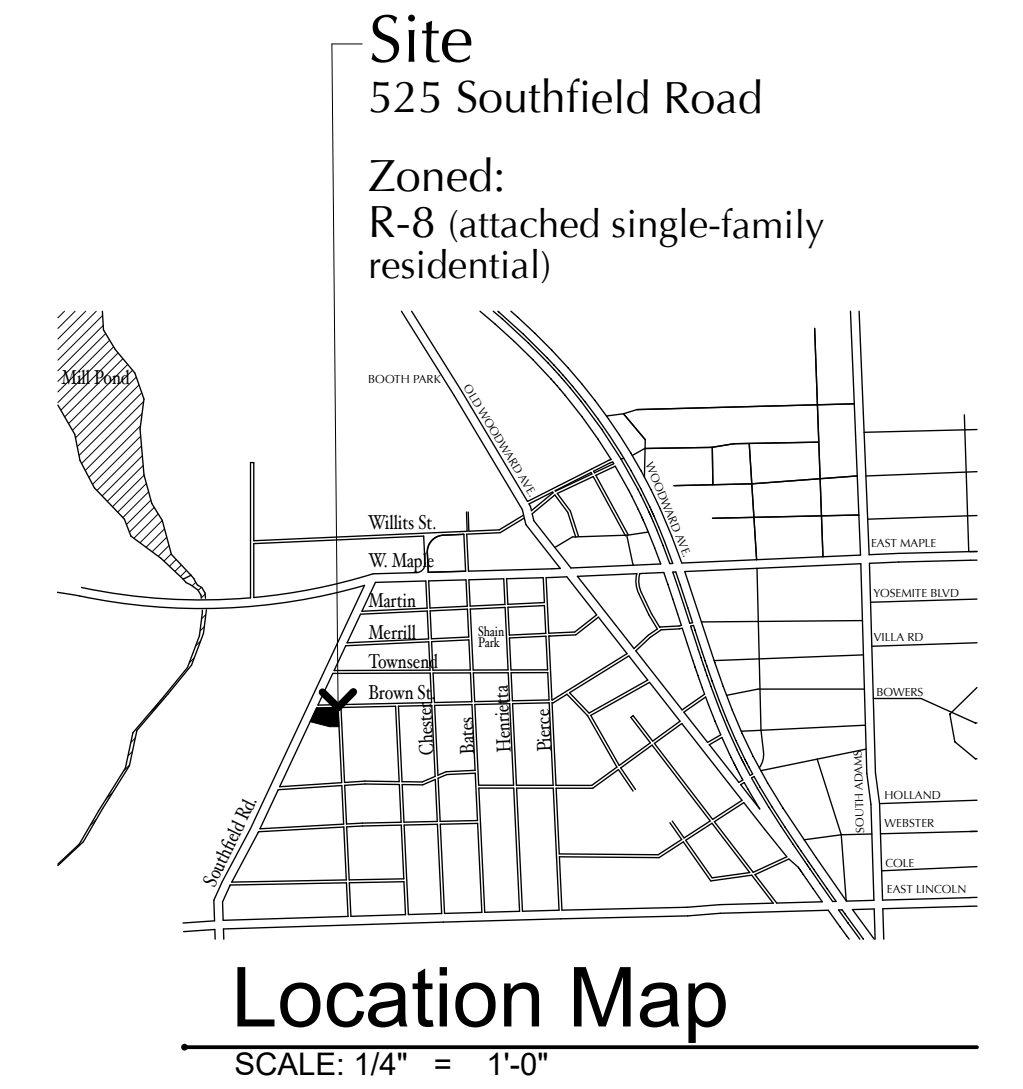 Site
525 Southfield Road
Zoned:
R-8 (attached single-family
residential)
Mill Pond
BOOTH PARK
OLD WOODWARD AVE.
WOODWARD AVE.
Willits St.
W. Maple
EAST MAPLE
Martin
YOSEMITE BLVD
Merrill
Shain
Park
VILLA RD
Townsend
Brown St.
BOWERS
Chester
Bates
Henrietta
Pierce
SOUTH ADAMS
Southfield Rd.
HOLLAND
WEBSTER
COLE
EAST LINCOLN
Location Map
SCALE: 1/4" = 1'-0"